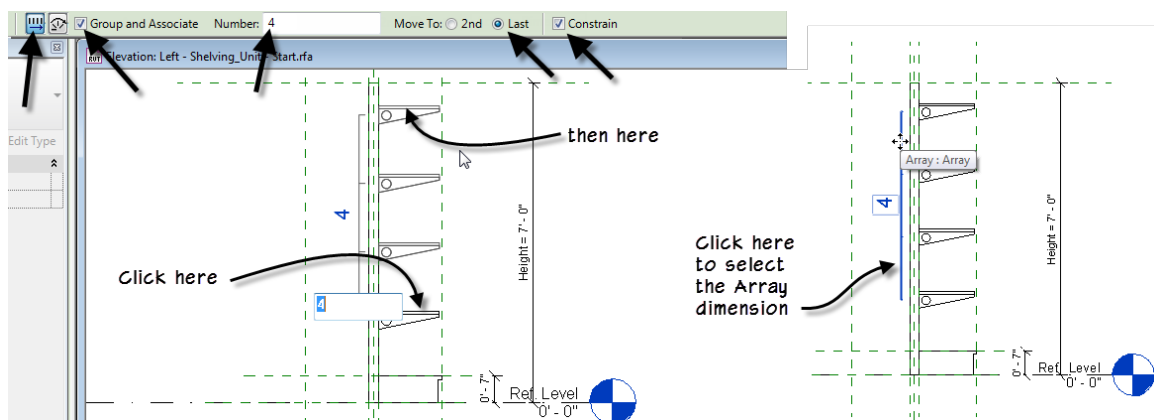 Group and Associate Number: 4 Move To: 2nd Last Constrain
Elevation: Left - Shelving_Unit - Start.rfa
Edit Type
then here
4
Click here
4
Height = 7' - 0"
0' - 7"
Ref. Level
0' - 0"
Array : Array
4
Click here
to select
the Array
dimension
Height = 7' - 0"
0' - 7"
Ref. Level
0' - 0"